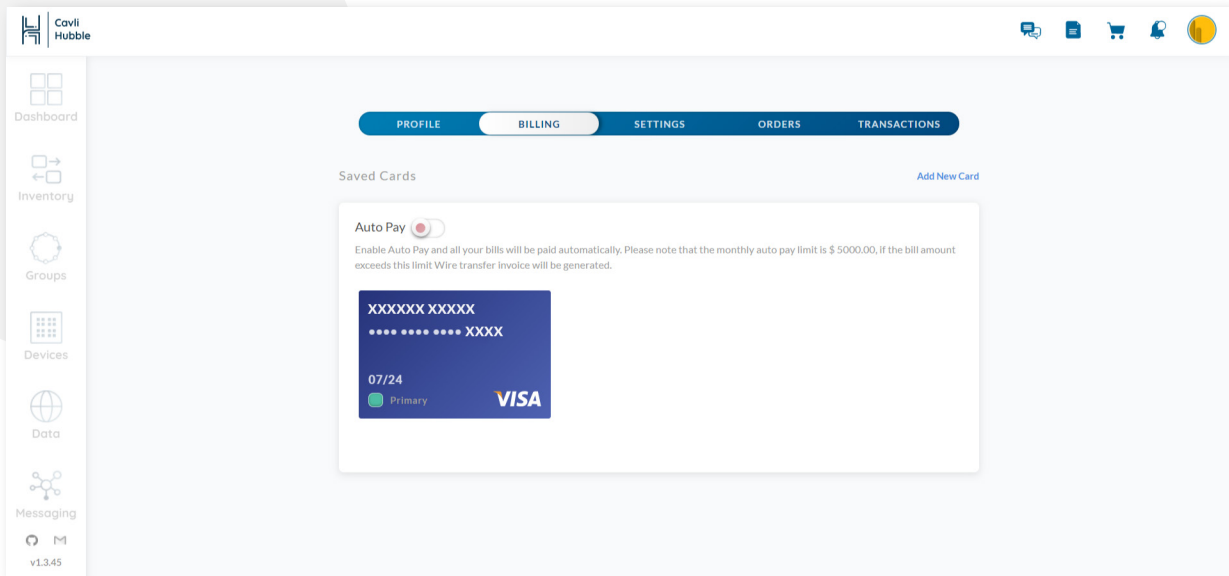 Cavli
Hubble
Dashboard
Inventory
Groups
Devices
Data
Messaging
v1.3.45
PROFILE
BILLING
SETTINGS
ORDERS
TRANSACTIONS
Saved Cards
Add New Card
Auto Pay
Enable Auto Pay and all your bills will be paid automatically. Please note that the monthly auto pay limit is $ 5000.00, if the bill amount
exceeds this limit Wire transfer invoice will be generated.
XXXXXX XXXXX
•••• •••• •••• XXXX
07/24
Primary
VISA